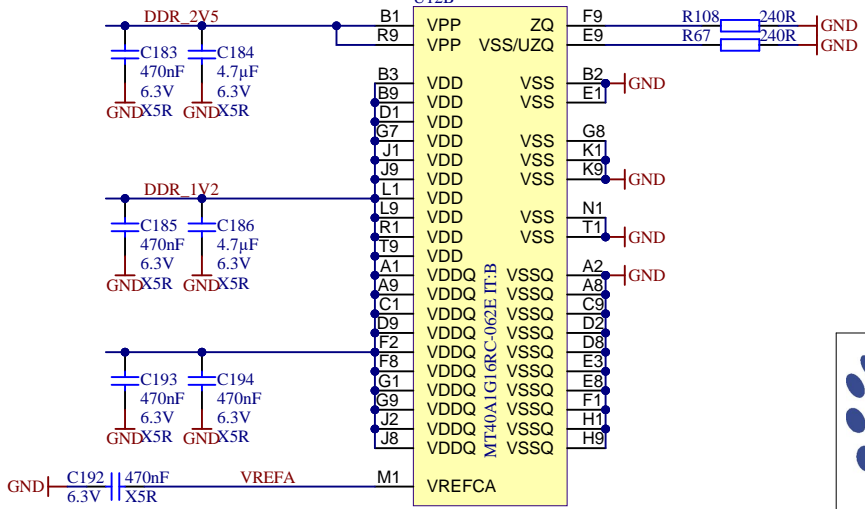 DDR_2V5
C183
470nF
6.3V
X5R
GND
C184
4.7µF
6.3V
X5R
GND
DDR_1V2
C185
470nF
6.3V
X5R
GND
C186
4.7µF
6.3V
X5R
GND
C193
470nF
6.3V
X5R
GND
C194
470nF
6.3V
X5R
GND
GND
C192
6.3V
470nF
X5R
VREFA
B1 VPP
R9 VPP
B3 VDD
B9 VDD
D1 VDD
G7 VDD
J1 VDD
J9 VDD
L1 VDD
L9 VDD
R1 VDD
T9 VDD
A1 VDDQ
A9 VDDQ
C1 VDDQ
D9 VDDQ
F2 VDDQ
F8 VDDQ
G1 VDDQ
G9 VDDQ
J2 VDDQ
J8 VDDQ
M1 VREFCA
MT40A1G16RC-062E IT:B
ZQ F9 R108 240R GND
VSS/UZQ E9 R67 240R GND
VSS B2 GND
VSS E1
VSS G8
VSS K1
VSS K9 GND
VSS N1
VSS T1 GND
VSSQ A2 GND
VSSQ A8
VSSQ C9
VSSQ D2
VSSQ D8
VSSQ E3
VSSQ E8
VSSQ F1
VSSQ H1
VSSQ H9